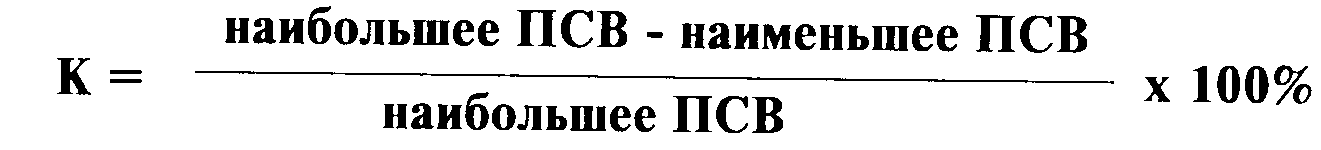 наибольшее ПСВ - наименьшее ПСВ
К = x 100%
наибольшее ПСВ